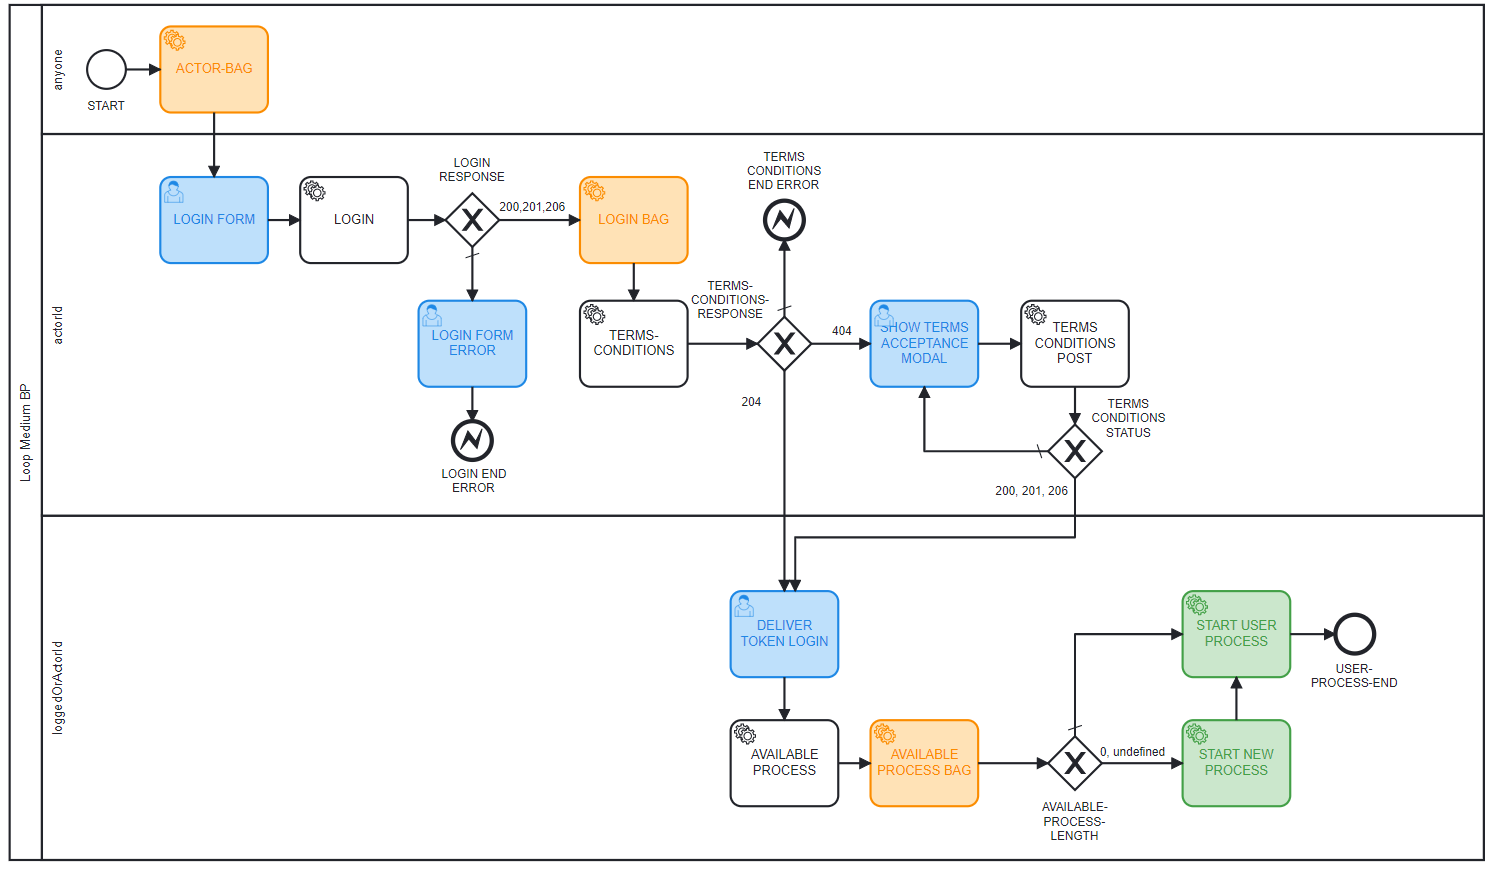 Loop Medium BP
anyone
START
ACTOR-BAG
actorId
LOGIN FORM
LOGIN
LOGIN
RESPONSE
200,201,206
LOGIN BAG
LOGIN FORM
ERROR
LOGIN END
ERROR
TERMS-
CONDITIONS
TERMS-
CONDITIONS-
RESPONSE
TERMS
CONDITIONS
END ERROR
404
204
SHOW TERMS
ACCEPTANCE
MODAL
TERMS
CONDITIONS
POST
TERMS
CONDITIONS
STATUS
200, 201, 206
loggedOrActorId
DELIVER
TOKEN LOGIN
AVAILABLE
PROCESS
AVAILABLE
PROCESS BAG
AVAILABLE-
PROCESS-
LENGTH
0, undefined
START USER
PROCESS
START NEW
PROCESS
USER-
PROCESS-END